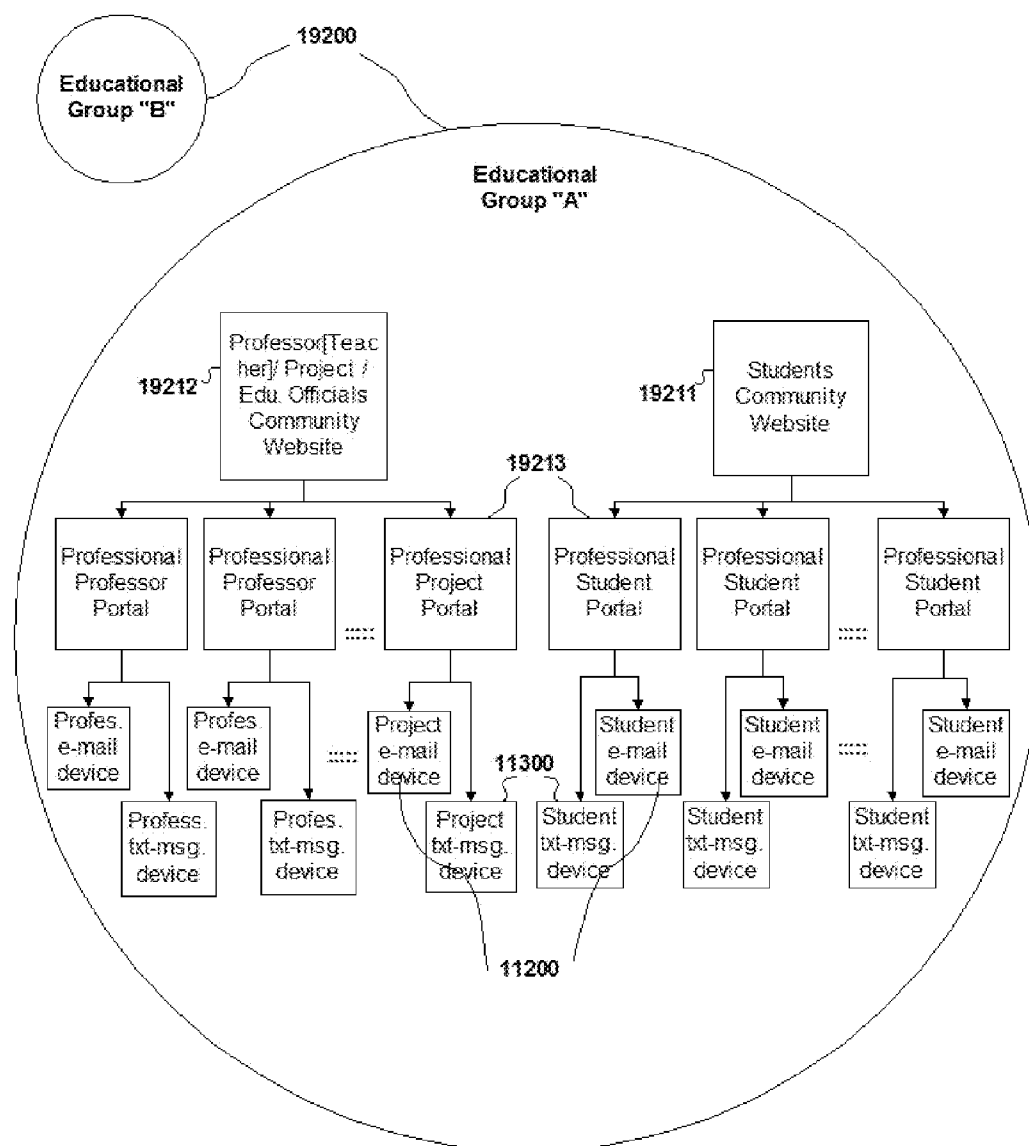 19200
Educational
Group "B"
Educational
Group "A"
Professor[Teac
her]/ Project /
Edu. Officials
Community
Website
19212
Students
Community
Website
19211
19213
Professional
Professor
Portal
Professional
Professor
Portal
Professional
Project
Portal
Professional
Student
Portal
Professional
Student
Portal
Professional
Student
Portal
Profes.
e-mail
device
Profes.
e-mail
device
Project
e-mail
device
Student
e-mail
device
Student
e-mail
device
Student
e-mail
device
11300
Profess.
txt-msg.
device
Profes.
txt-msg.
device
Project
txt-msg.
device
Student
txt-msg.
device
Student
txt-msg.
device
Student
txt-msg.
device
11200